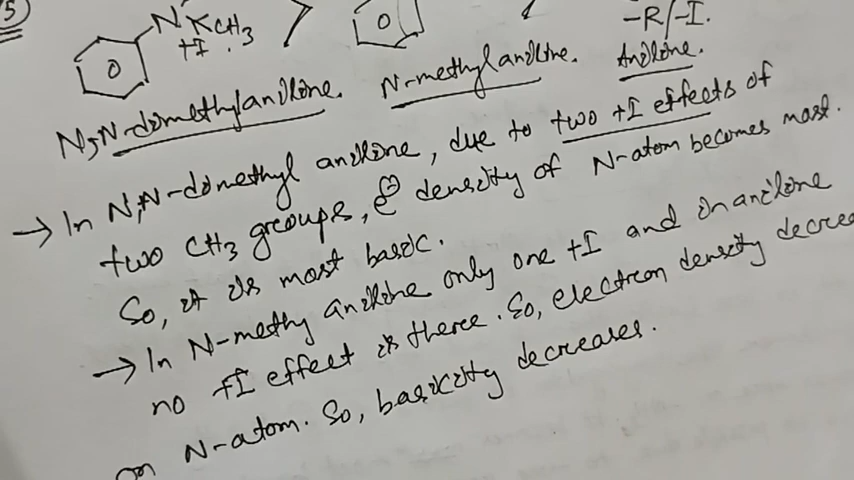 5
N
CH3
+I
>
-R/-I.
N,N-dimethylaniline. N-methylaniline. Aniline.
→ In N,N-dimethyl aniline, due to two +I effects of
two CH3 groups, e⊖ density of N-atom becomes most.
So, it is most basic.
→ In N-methy aniline only one +I and in aniline
no +I effect is there. So, electron density decrea
on N-atom. So, basicity decreases.